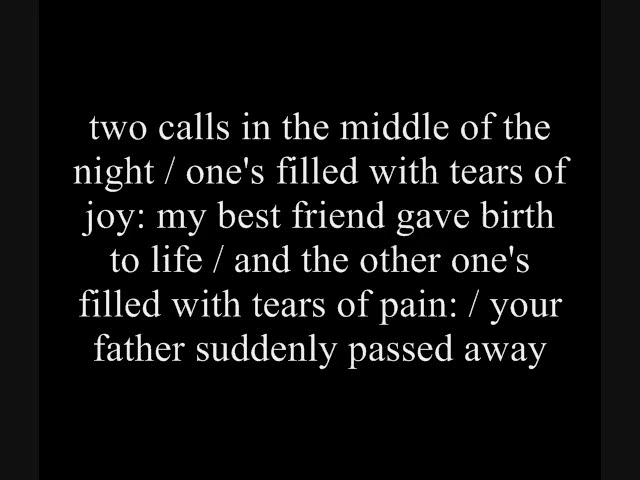 two calls in the middle of the
night / one's filled with tears of
joy: my best friend gave birth
to life / and the other one's
filled with tears of pain: / your
father suddenly passed away